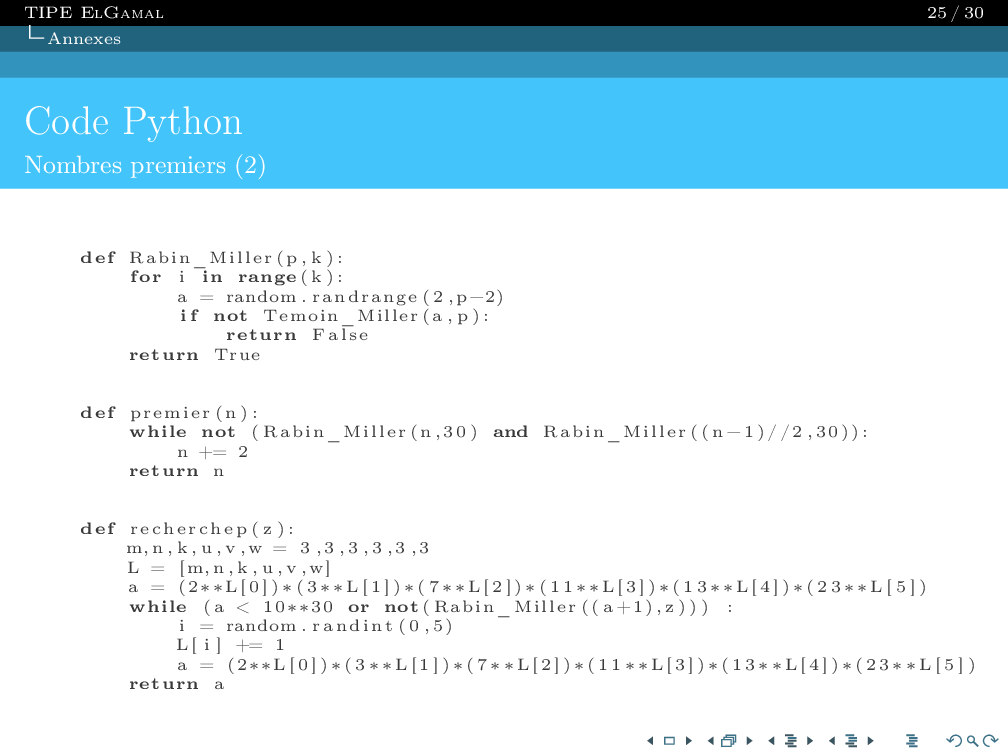 TIPE ElGamal 25 / 30
Annexes
Code Python
Nombres premiers (2)
def Rabin_Miller(p,k):
    for i in range(k):
        a = random.randrange(2,p−2)
        if not Temoin_Miller(a,p):
            return False
    return True
def premier(n):
    while not (Rabin_Miller(n,30) and Rabin_Miller((n−1)//2,30)):
        n += 2
    return n
def recherchep(z):
    m,n,k,u,v,w = 3,3,3,3,3,3
    L = [m,n,k,u,v,w]
    a = (2**L[0])*(3**L[1])*(7**L[2])*(11**L[3])*(13**L[4])*(23**L[5])
    while (a < 10**30 or not(Rabin_Miller((a+1),z))) :
        i = random.randint(0,5)
        L[i] += 1
        a = (2**L[0])*(3**L[1])*(7**L[2])*(11**L[3])*(13**L[4])*(23**L[5])
    return a